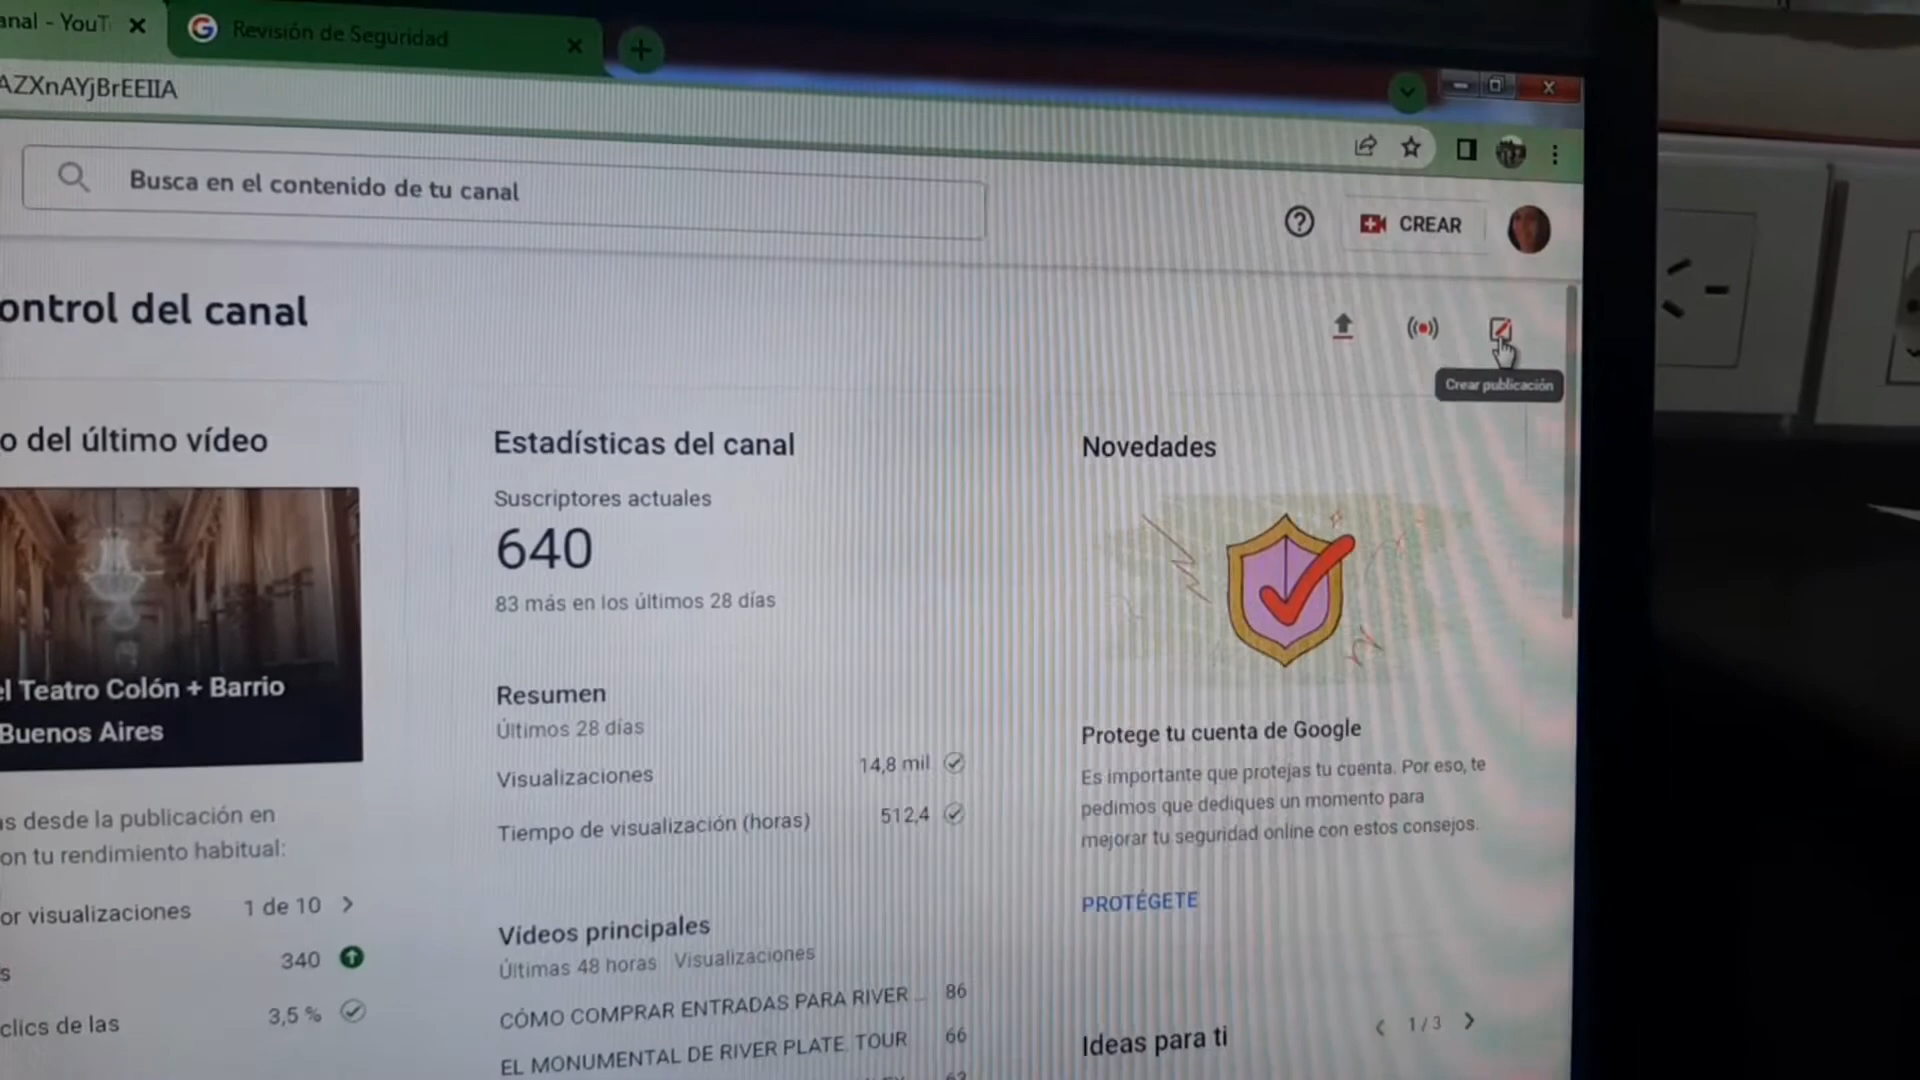 anal - YouT
Revisión de Seguridad
AZXnAYjBrEEIIA
Busca en el contenido de tu canal
CREAR
ontrol del canal
Crear publicación
o del último vídeo
el Teatro Colón + Barrio
Buenos Aires
s desde la publicación en
on tu rendimiento habitual:
or visualizaciones 1 de 10
s 340
clics de las 3,5 %
Estadísticas del canal
Suscriptores actuales
640
83 más en los últimos 28 días
Resumen
Últimos 28 días
Visualizaciones 14,8 mil
Tiempo de visualización (horas) 512,4
Vídeos principales
Últimas 48 horas Visualizaciones
CÓMO COMPRAR ENTRADAS PARA RIVER ... 86
EL MONUMENTAL DE RIVER PLATE. TOUR 66
Novedades
Protege tu cuenta de Google
Es importante que protejas tu cuenta. Por eso, te
pedimos que dediques un momento para
mejorar tu seguridad online con estos consejos.
PROTÉGETE
Ideas para ti 1 / 3